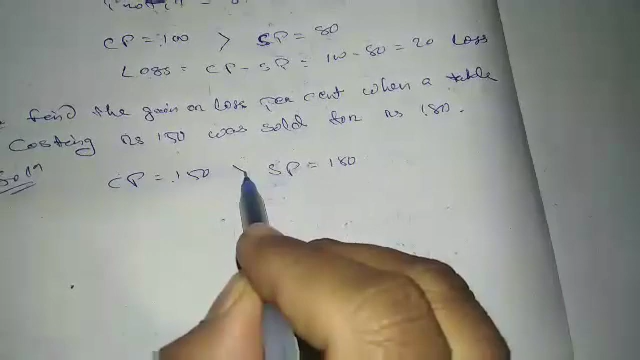 CP = 100 > SP = 80
Loss = CP - SP = 100 - 80 = 20 Loss
find the gain or loss per cent when a table
costing Rs 150 was sold for Rs 180.
Soln
CP = 150 > SP = 180